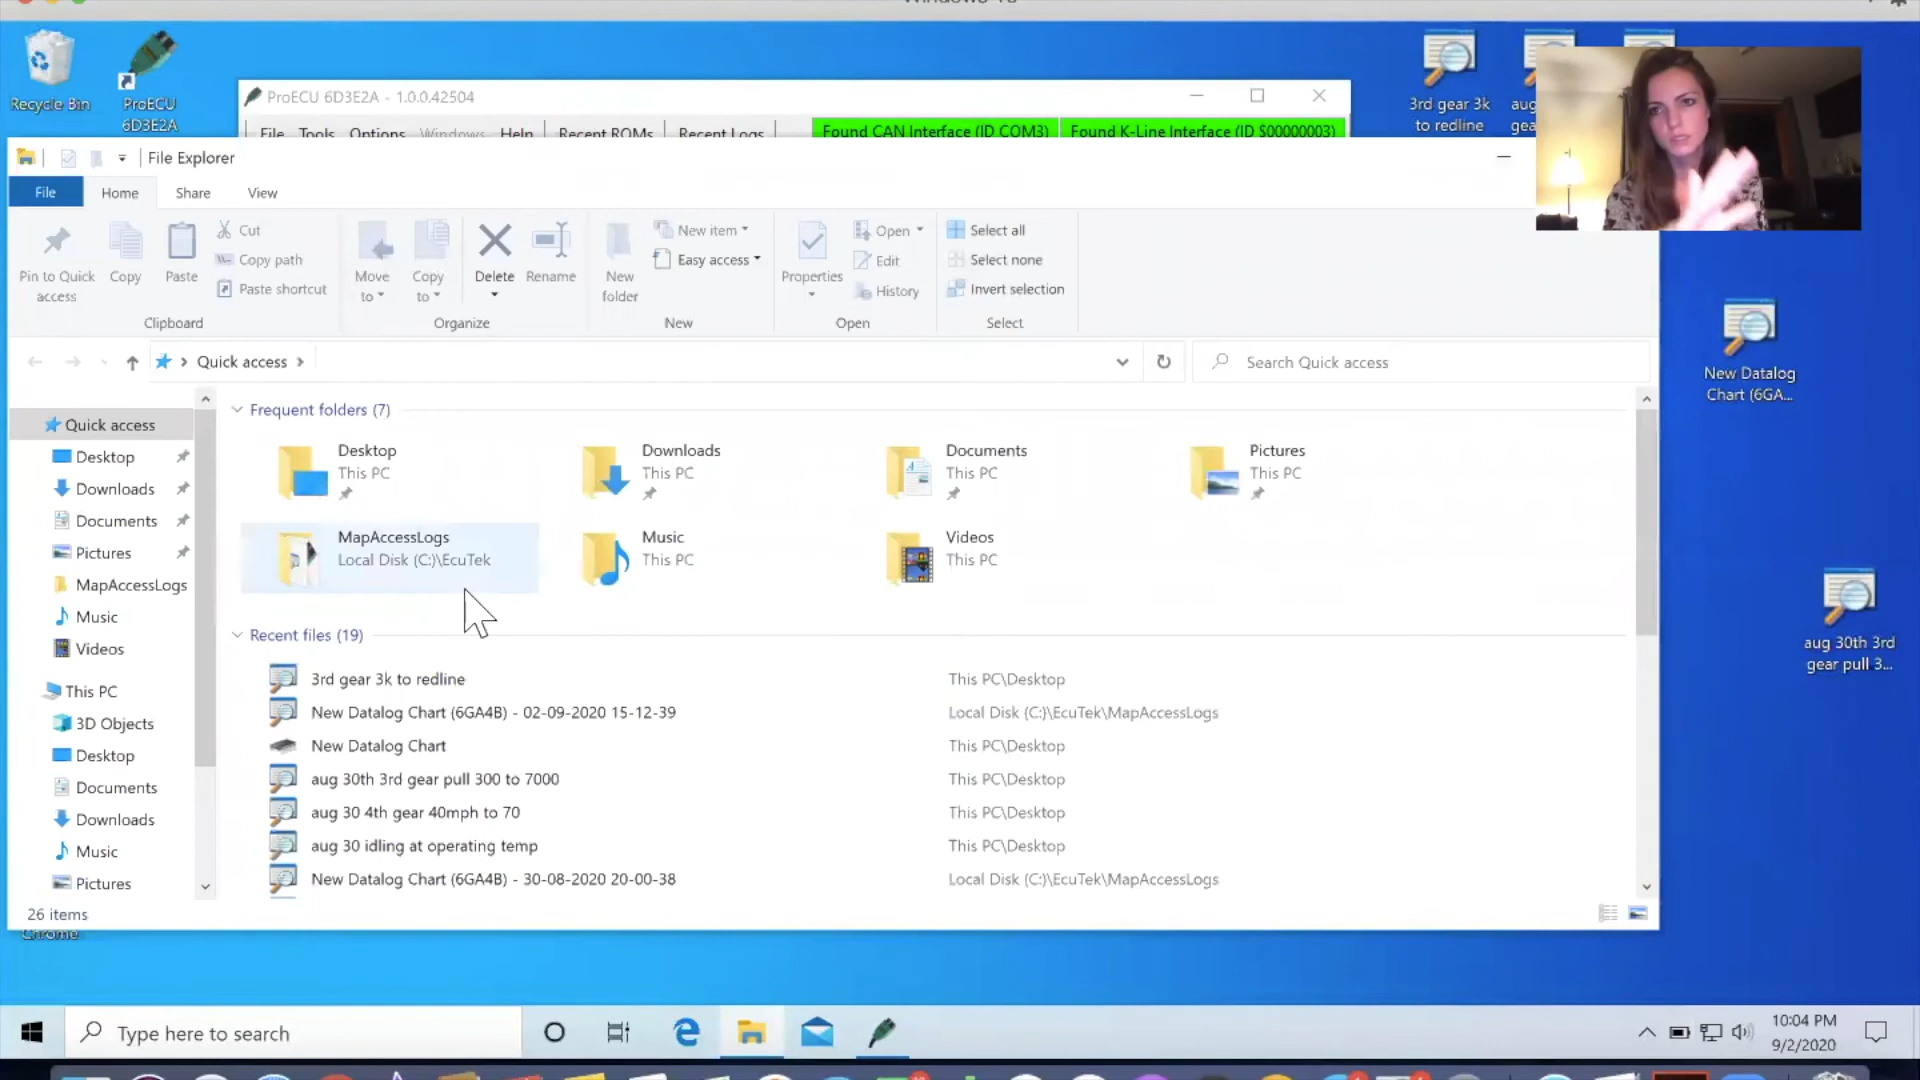 Recycle Bin
ProECU
6D3E2A
ProECU 6D3E2A - 1.0.0.42504
File Tools Options Windows Help Recent ROMs Recent Logs
Found CAN Interface (ID COM3) Found K-Line Interface (ID S00000003)
3rd gear 3k
to redline
File Explorer
File Home Share View
Pin to Quick
access
Copy
Paste
Cut
Copy path
Paste shortcut
Clipboard
Move
to
Copy
to
Delete
Rename
Organize
New
folder
New item
Easy access
New
Properties
Open
Edit
History
Open
Select all
Select none
Invert selection
Select
Quick access
Search Quick access
Quick access
Desktop
Downloads
Documents
Pictures
MapAccessLogs
Music
Videos
This PC
3D Objects
Desktop
Documents
Downloads
Music
Pictures
Frequent folders (7)
Desktop
This PC
Downloads
This PC
Documents
This PC
Pictures
This PC
MapAccessLogs
Local Disk (C:)\EcuTek
Music
This PC
Videos
This PC
Recent files (19)
3rd gear 3k to redline This PC\Desktop
New Datalog Chart (6GA4B) - 02-09-2020 15-12-39 Local Disk (C:)\EcuTek\MapAccessLogs
New Datalog Chart This PC\Desktop
aug 30th 3rd gear pull 300 to 7000 This PC\Desktop
aug 30 4th gear 40mph to 70 This PC\Desktop
aug 30 idling at operating temp This PC\Desktop
New Datalog Chart (6GA4B) - 30-08-2020 20-00-38 Local Disk (C:)\EcuTek\MapAccessLogs
26 items
Chrome
New Datalog
Chart (6GA...
aug 30th 3rd
gear pull 3...
Type here to search
10:04 PM
9/2/2020